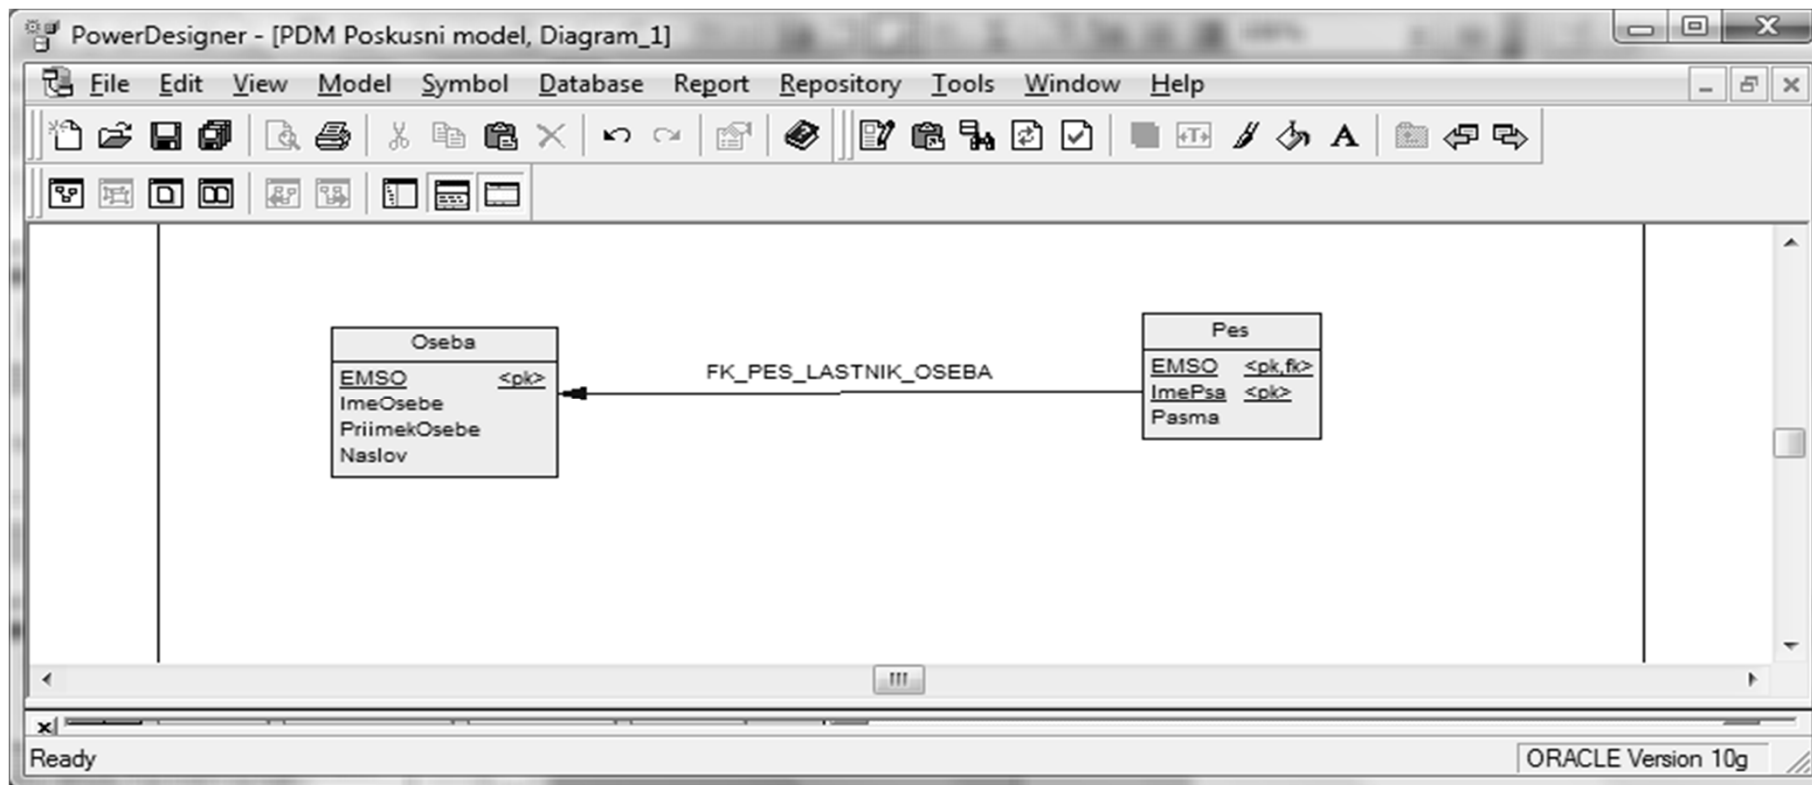 PowerDesigner - [PDM Poskusni model, Diagram_1]
File Edit View Model Symbol Database Report Repository Tools Window Help
Oseba
EMSO <pk>
ImeOsebe
PriimekOsebe
Naslov
FK_PES_LASTNIK_OSEBA
Pes
EMSO <pk,fk>
ImePsa <pk>
Pasma
Ready
ORACLE Version 10g